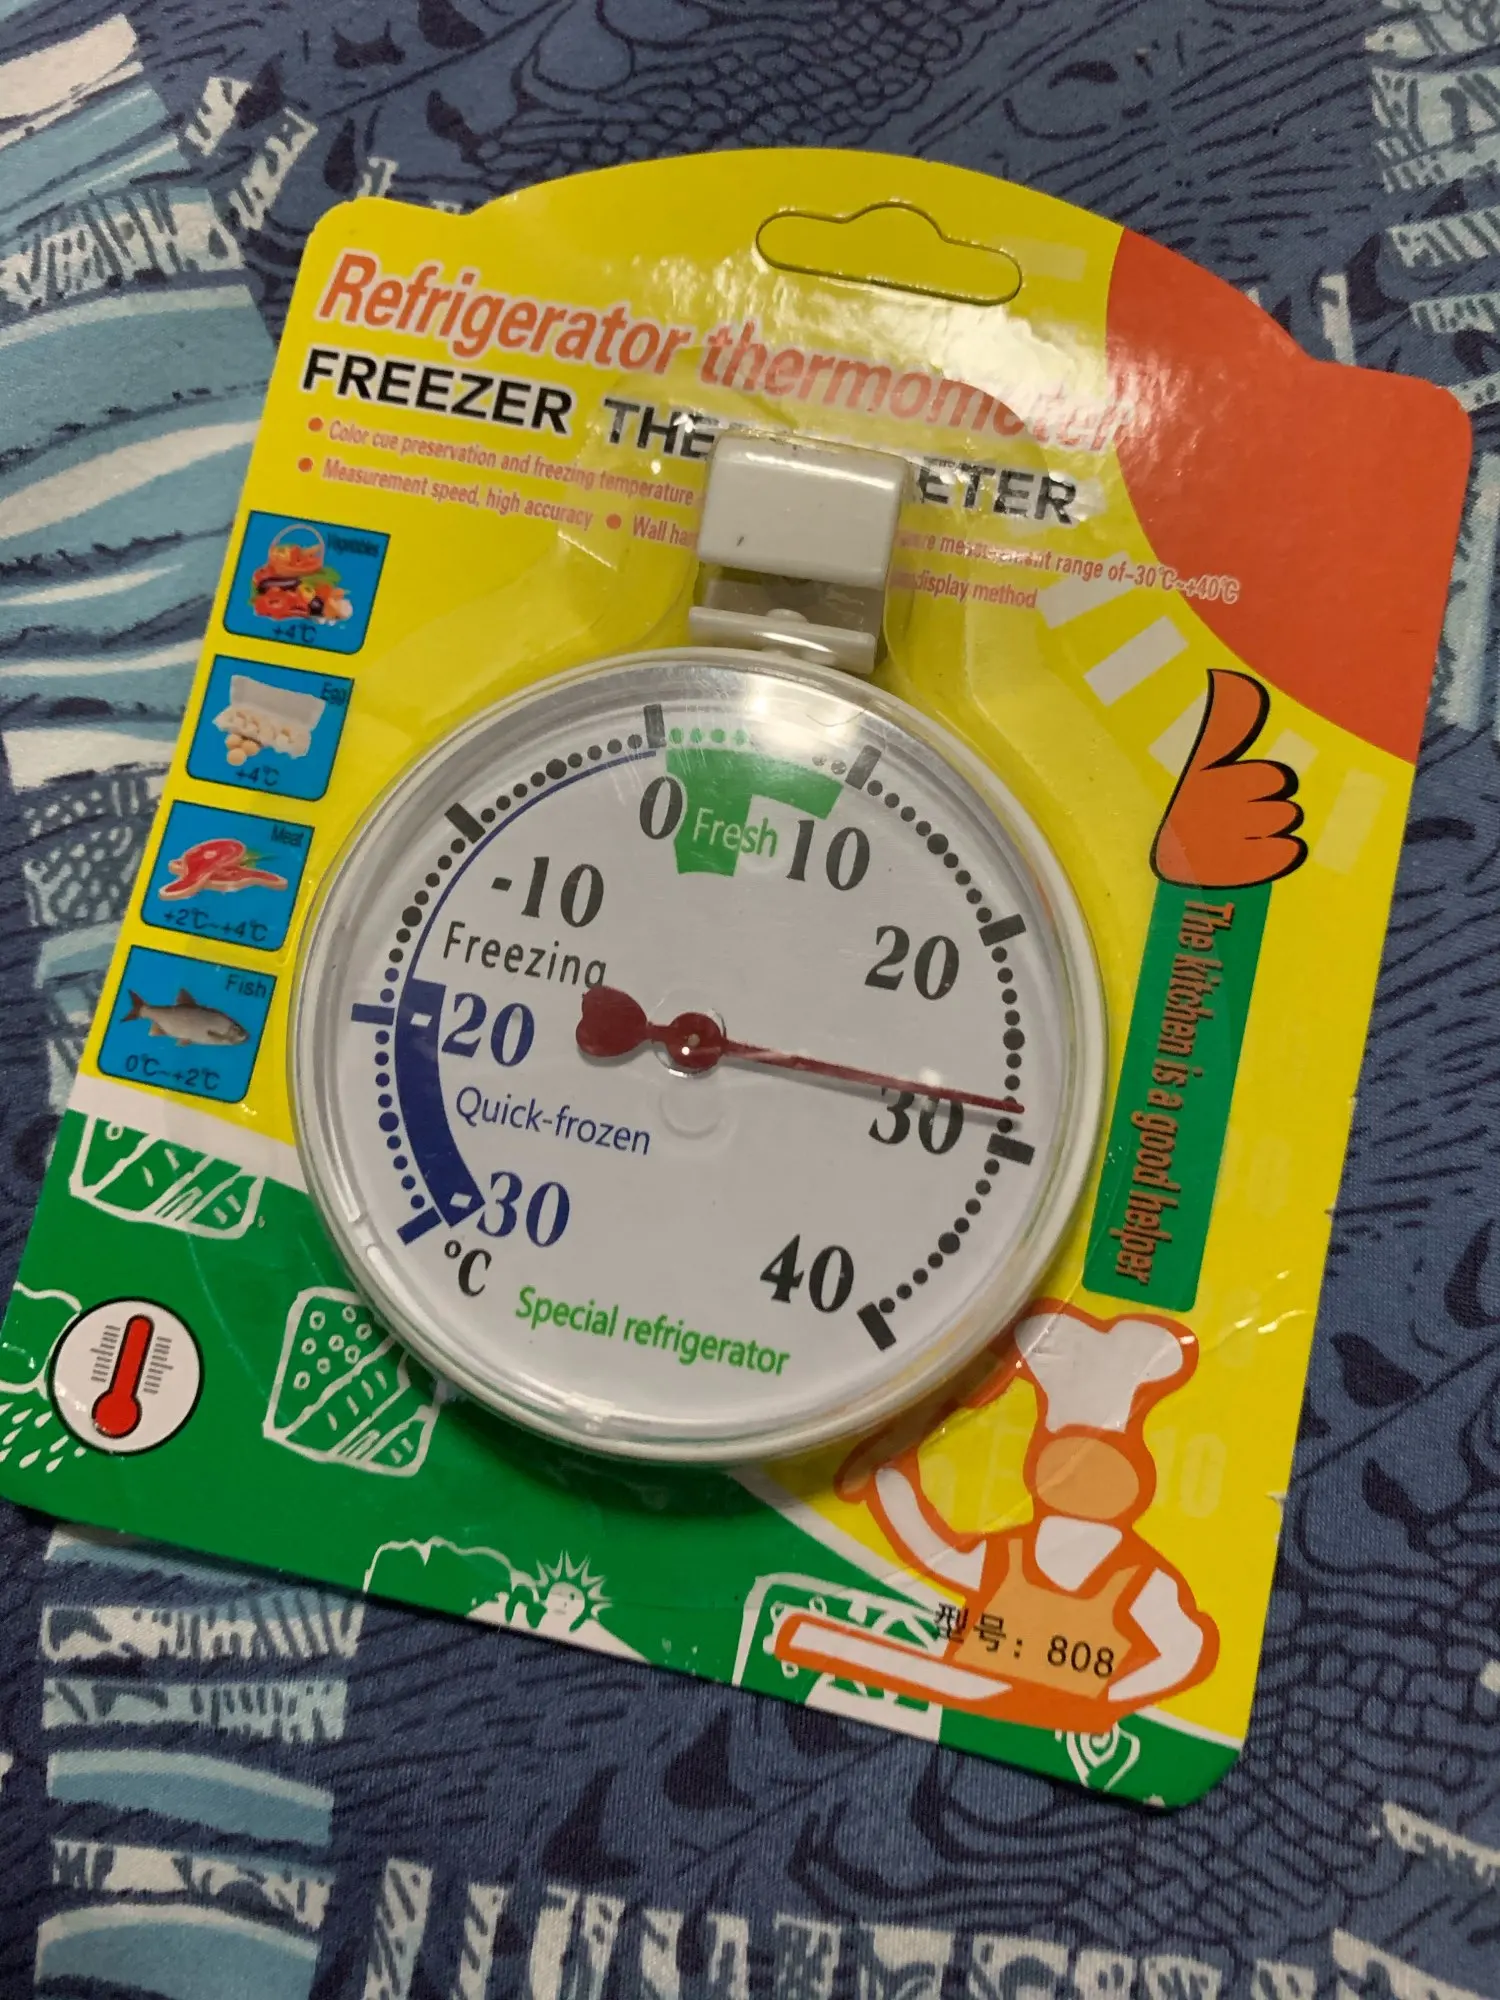 Refrigerator thermometer
FREEZER THE ETER
● Color cue preservation and freezing temperature measurement range of-30℃~+40℃
● Measurement speed, high accuracy ● Wall display method
Vegetables
+4℃
Egg
+4℃
Meat
+2℃~+4℃
Fish
0℃~+2℃
0 Fresh 10
-10
20
Freezing
-20
30
Quick-frozen
-30
℃
40
Special refrigerator
The kitchen is a good helper
型号: 808